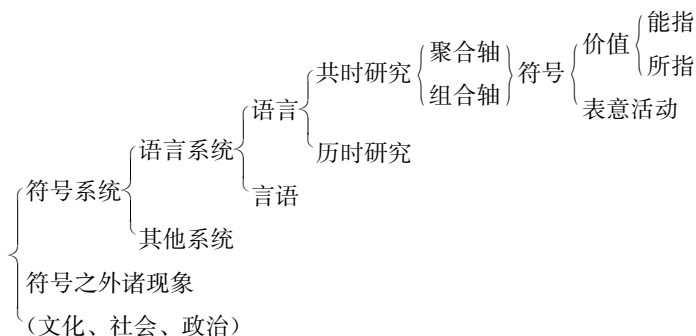 能指
价值
所指
聚合轴
共时研究
符号
组合轴
表意活动
语言
语言系统
历时研究
符号系统
言语
其他系统
符号之外诸现象
（文化、社会、政治）